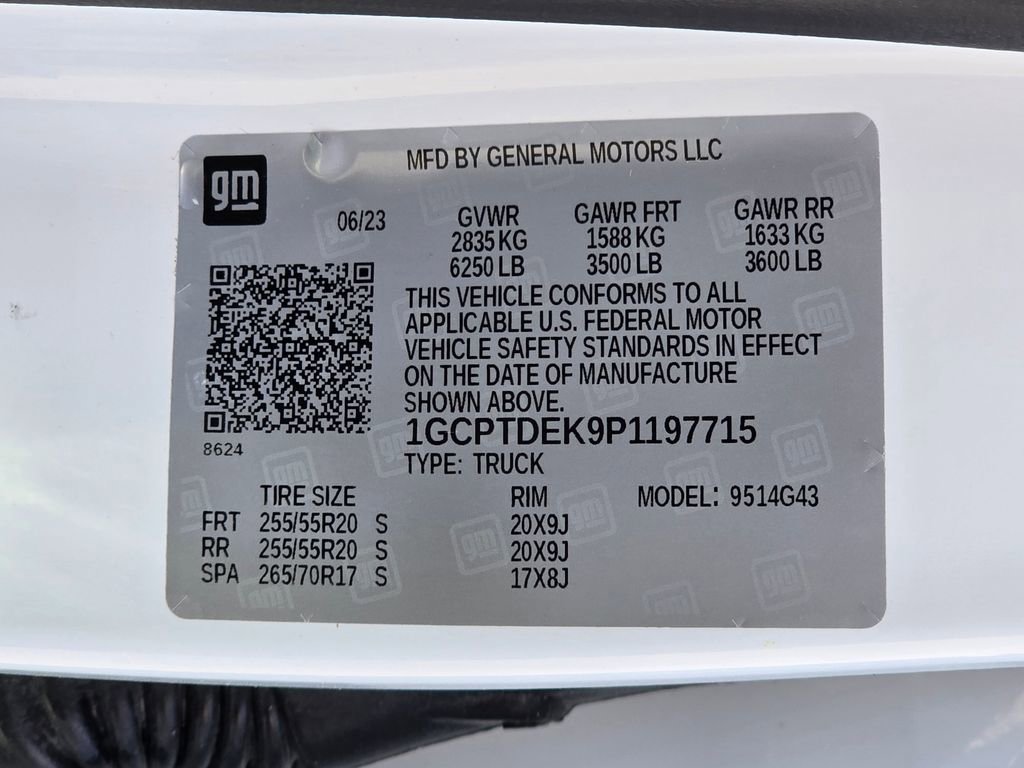 gm
MFD BY GENERAL MOTORS LLC
06/23 GVWR GAWR FRT GAWR RR
2835 KG 1588 KG 1633 KG
6250 LB 3500 LB 3600 LB
THIS VEHICLE CONFORMS TO ALL
APPLICABLE U.S. FEDERAL MOTOR
VEHICLE SAFETY STANDARDS IN EFFECT
ON THE DATE OF MANUFACTURE
SHOWN ABOVE.
8624
1GCPTDEK9P1197715
TYPE: TRUCK
TIRE SIZE RIM MODEL: 9514G43
FRT 255/55R20 S 20X9J
RR 255/55R20 S 20X9J
SPA 265/70R17 S 17X8J